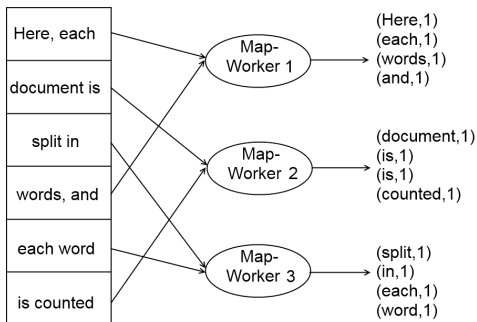 Here, each
document is
split in
words, and
each word
is counted
Map-
Worker 1
Map-
Worker 2
Map-
Worker 3
(Here,1)
(each,1)
(words,1)
(and,1)
(document,1)
(is,1)
(is,1)
(counted,1)
(split,1)
(in,1)
(each,1)
(word,1)